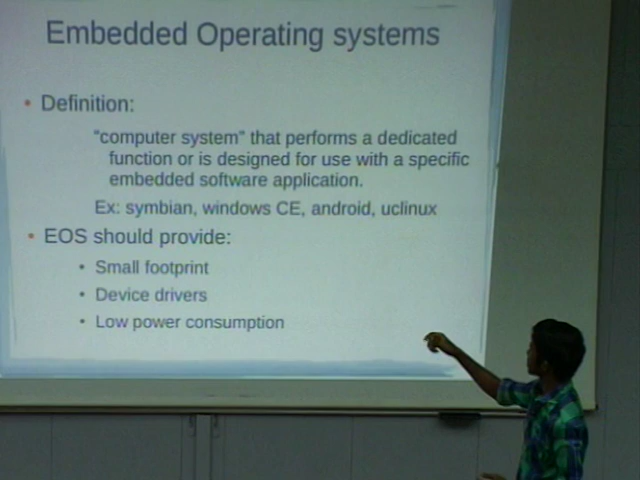 Embedded Operating systems
• Definition:
"computer system" that performs a dedicated
function or is designed for use with a specific
embedded software application.
Ex: symbian, windows CE, android, uclinux
• EOS should provide:
• Small footprint
• Device drivers
• Low power consumption